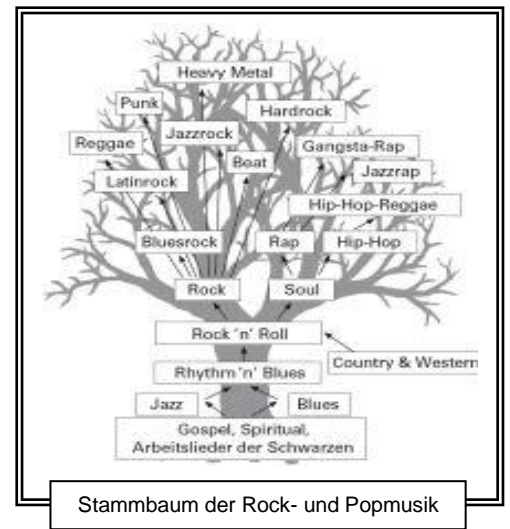 Heavy Metal
Punk
Hardrock
Reggae
Jazzrock
Gangsta-Rap
Beat
Jazzrap
Latinrock
Hip-Hop-Reggae
Bluesrock
Rap
Hip-Hop
Rock
Soul
Rock 'n' Roll
Country & Western
Rhythm 'n' Blues
Jazz
Blues
Gospel, Spiritual,
Arbeitslieder der Schwarzen
Stammbaum der Rock- und Popmusik